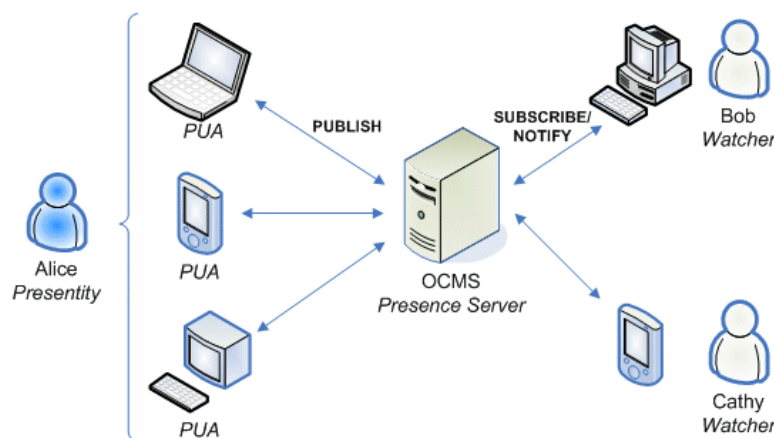 PUA
PUBLISH
SUBSCRIBE/
NOTIFY
Bob
Watcher
Alice
Presentity
PUA
OCMS
Presence Server
PUA
Cathy
Watcher